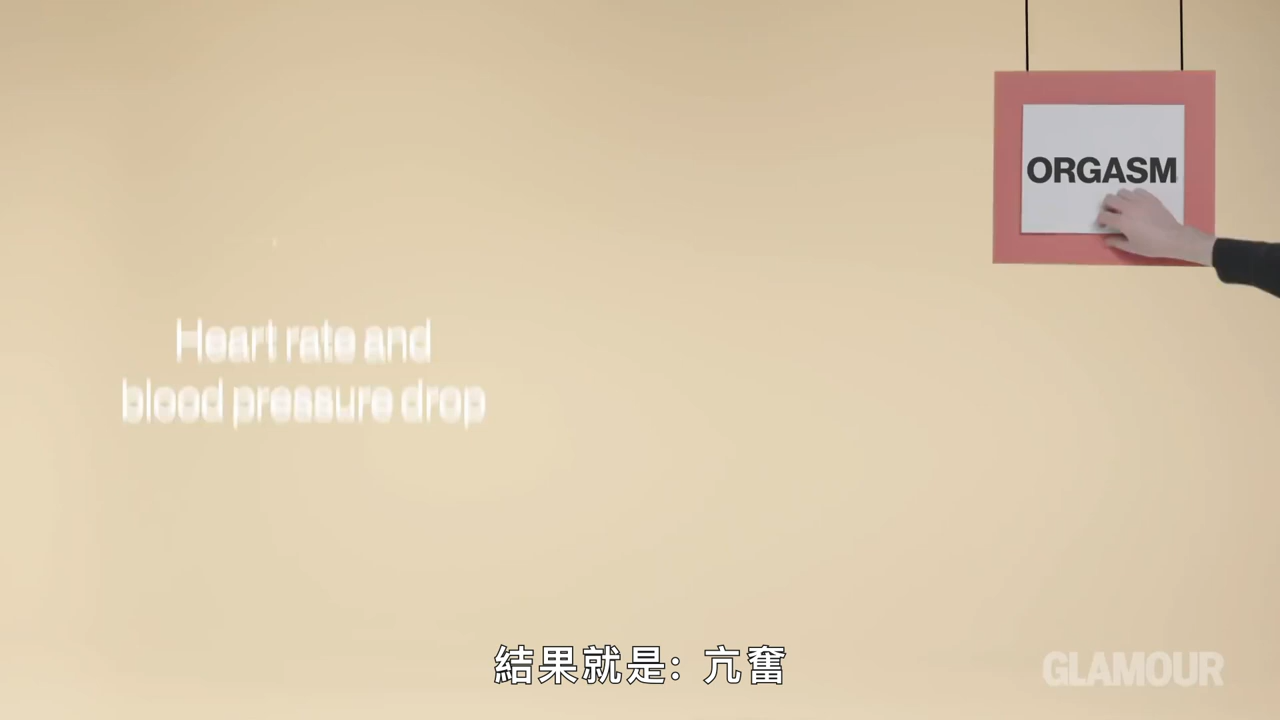 ORGASM
Heart rate and
blood pressure drop
結果就是: 亢奮
GLAMOUR